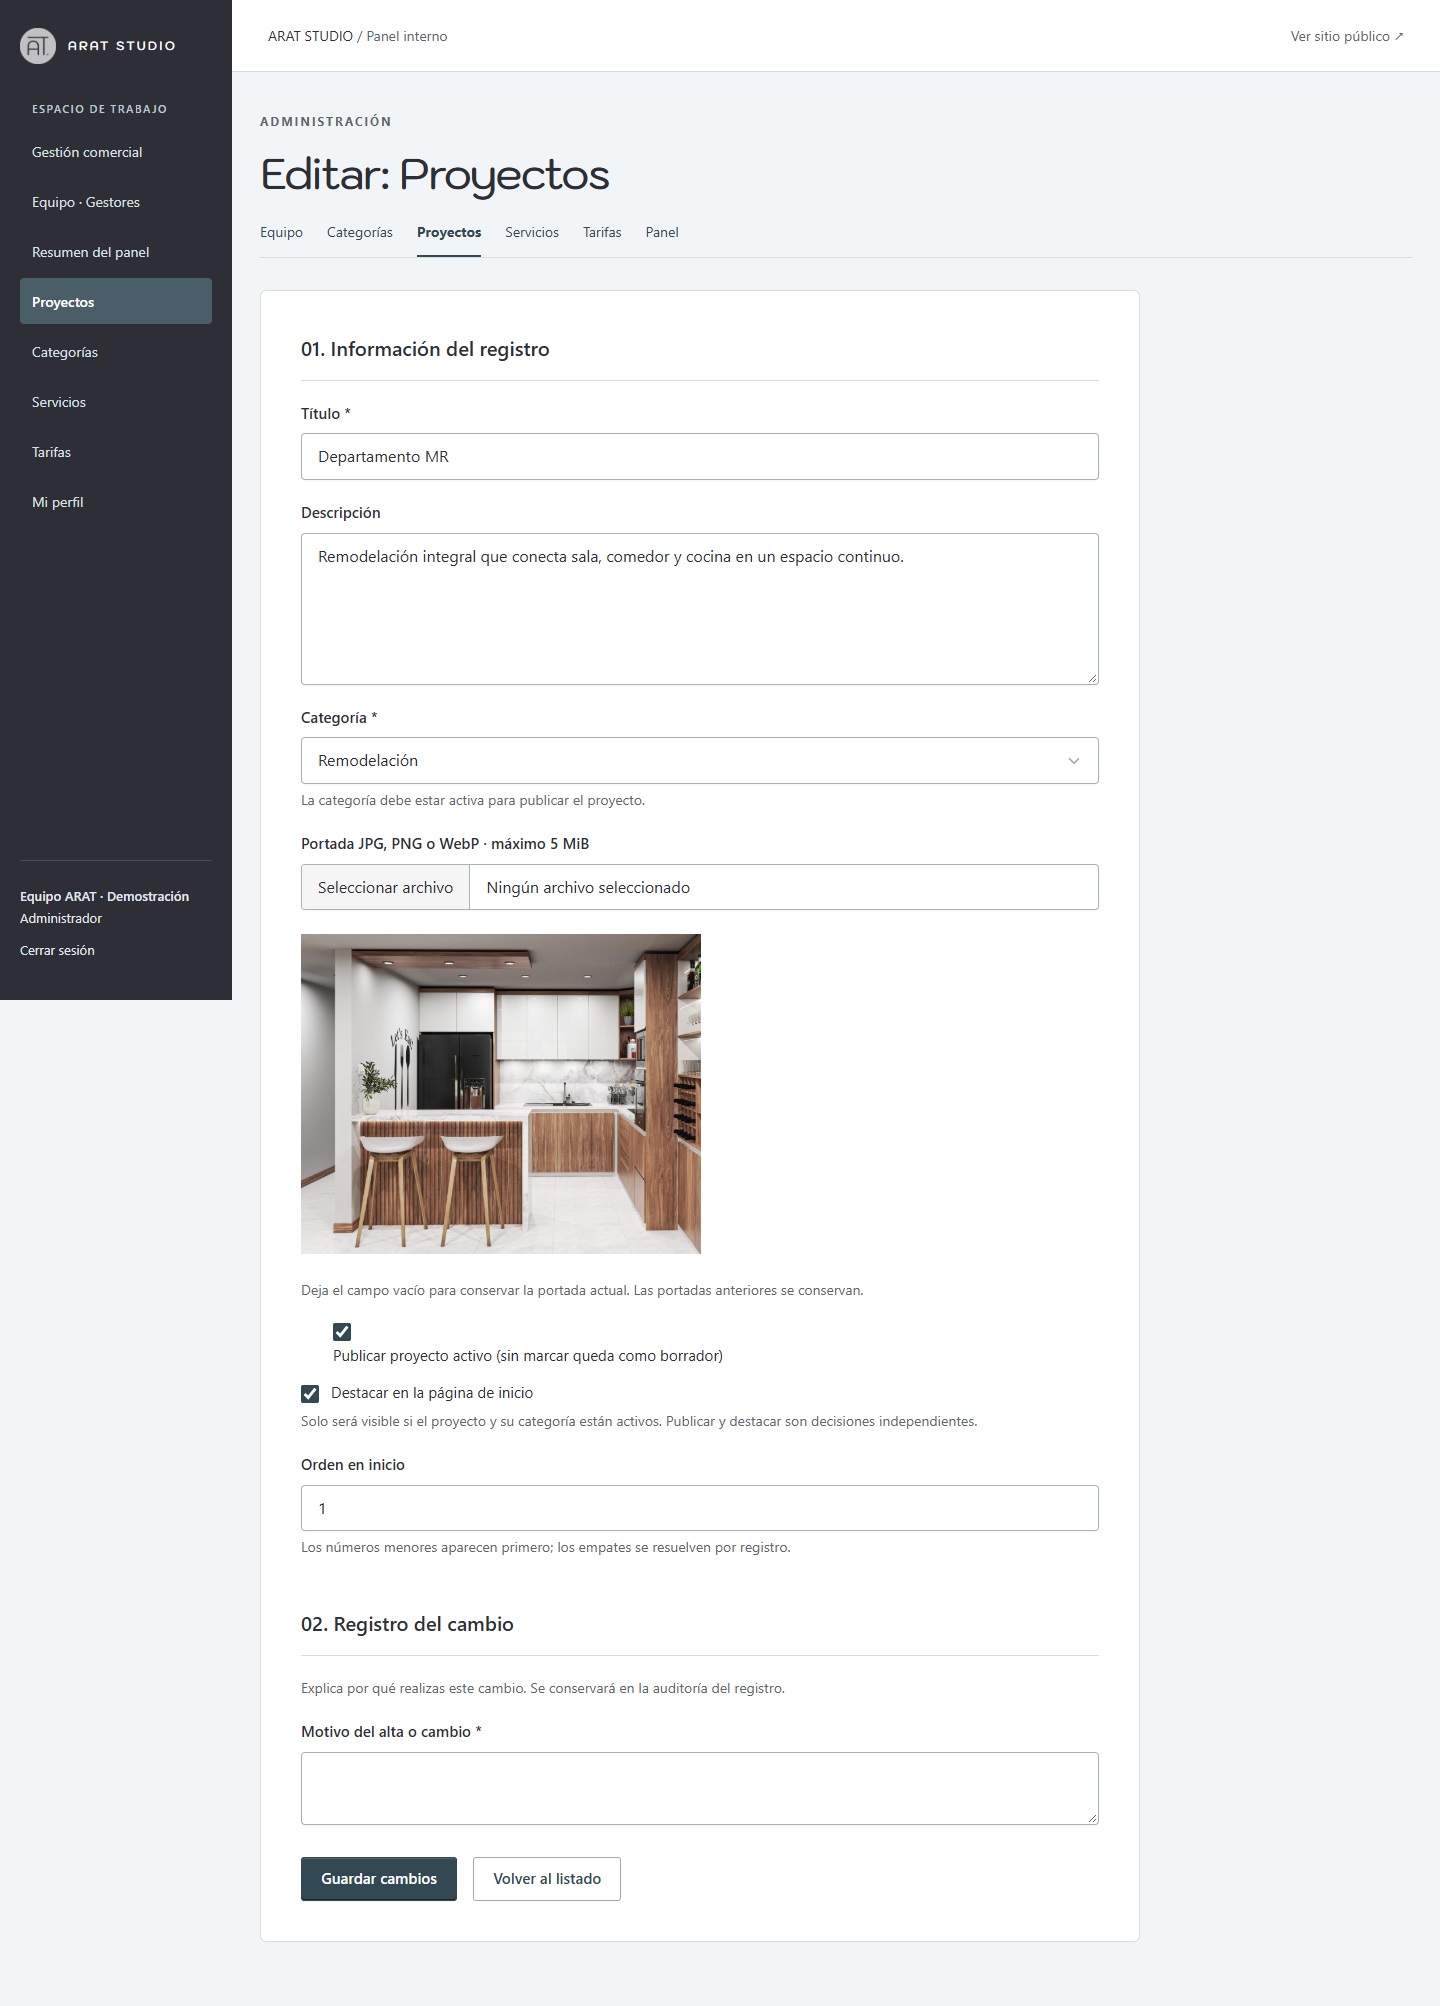 AT.
ARAT STUDIO
ARAT STUDIO / Panel interno
Ver sitio público ↗
ESPACIO DE TRABAJO
Gestión comercial
Equipo · Gestores
Resumen del panel
Proyectos
Categorías
Servicios
Tarifas
Mi perfil
Equipo ARAT · Demostración
Administrador
Cerrar sesión
ADMINISTRACIÓN
Editar: Proyectos
Equipo Categorías Proyectos Servicios Tarifas Panel
01. Información del registro
Título *
Departamento MR
Descripción
Remodelación integral que conecta sala, comedor y cocina en un espacio continuo.
Categoría *
Remodelación
La categoría debe estar activa para publicar el proyecto.
Portada JPG, PNG o WebP · máximo 5 MiB
Seleccionar archivo Ningún archivo seleccionado
Let's Eat
Deja el campo vacío para conservar la portada actual. Las portadas anteriores se conservan.
Publicar proyecto activo (sin marcar queda como borrador)
Destacar en la página de inicio
Solo será visible si el proyecto y su categoría están activos. Publicar y destacar son decisiones independientes.
Orden en inicio
1
Los números menores aparecen primero; los empates se resuelven por registro.
02. Registro del cambio
Explica por qué realizas este cambio. Se conservará en la auditoría del registro.
Motivo del alta o cambio *
Guardar cambios Volver al listado